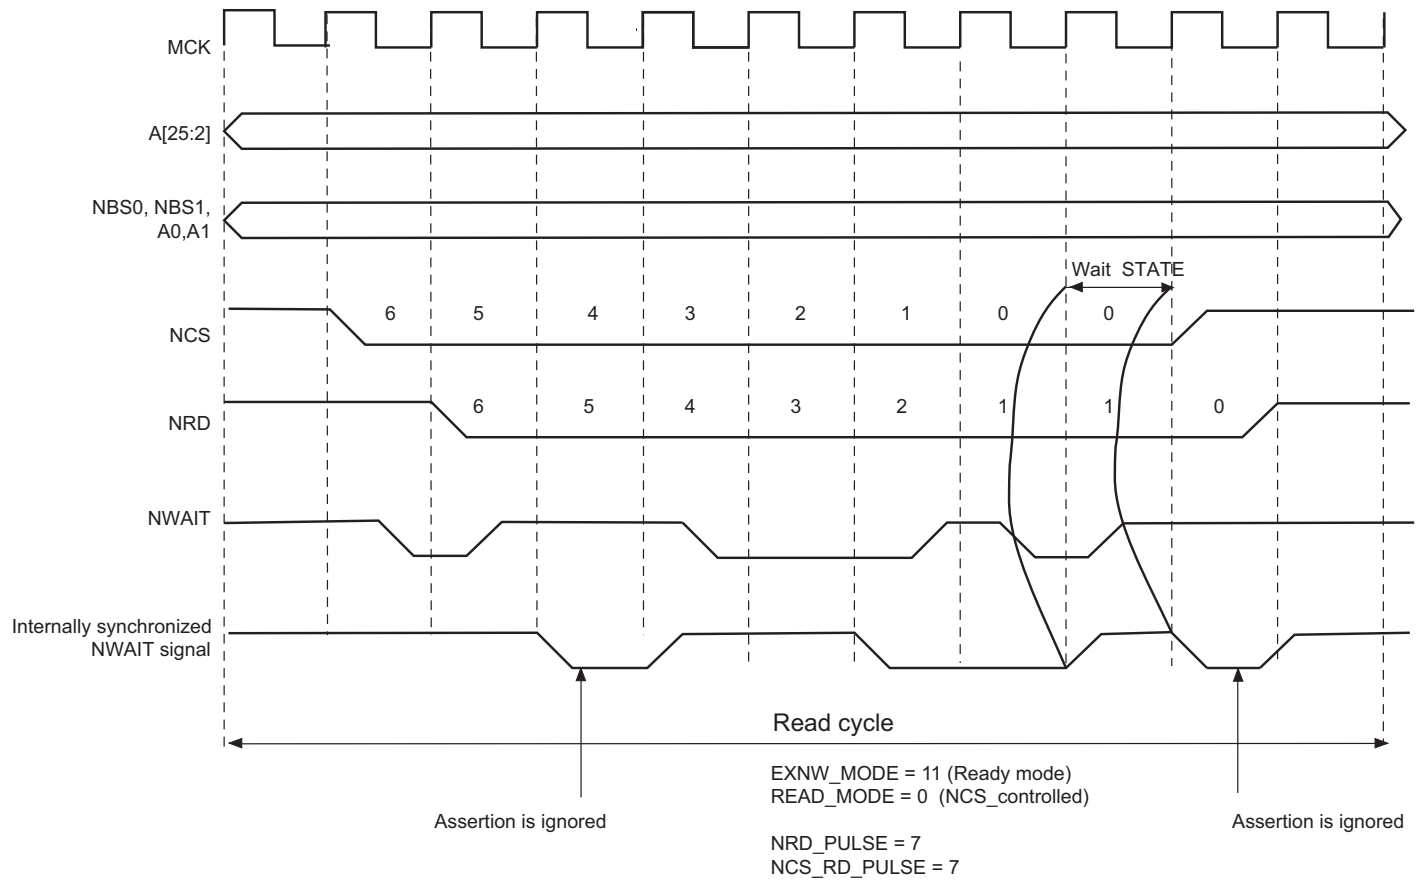 MCK
A[25:2]
NBS0, NBS1,
A0,A1
Wait STATE
NCS
6 5 4 3 2 1 0 0
NRD
6 5 4 3 2 1 1 0
NWAIT
Internally synchronized
NWAIT signal
Read cycle
EXNW_MODE = 11 (Ready mode)
READ_MODE = 0 (NCS_controlled)
Assertion is ignored
Assertion is ignored
NRD_PULSE = 7
NCS_RD_PULSE = 7